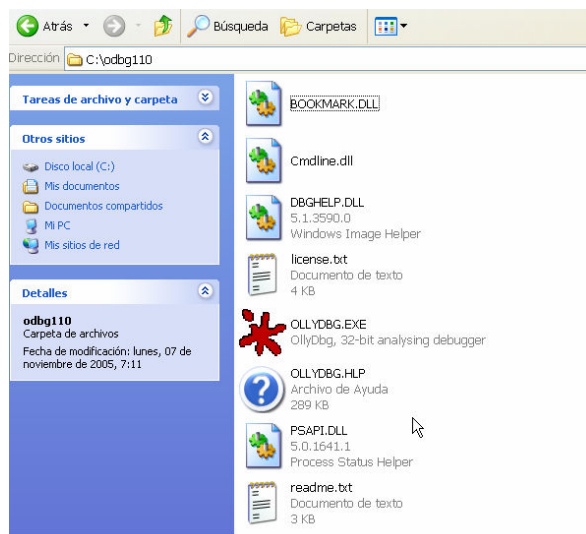 Atrás Búsqueda Carpetas
Dirección C:\odbg110
Tareas de archivo y carpeta
Otros sitios
Disco local (C:)
Mis documentos
Documentos compartidos
Mi PC
Mis sitios de red
Detalles
odbg110
Carpeta de archivos
Fecha de modificación: lunes, 07 de
noviembre de 2005, 7:11
BOOKMARK.DLL
Cmdline.dll
DBGHELP.DLL
5.1.3590.0
Windows Image Helper
license.txt
Documento de texto
4 KB
OLLYDBG.EXE
OllyDbg, 32-bit analysing debugger
OLLYDBG.HLP
Archivo de Ayuda
289 KB
PSAPI.DLL
5.0.1641.1
Process Status Helper
readme.txt
Documento de texto
3 KB